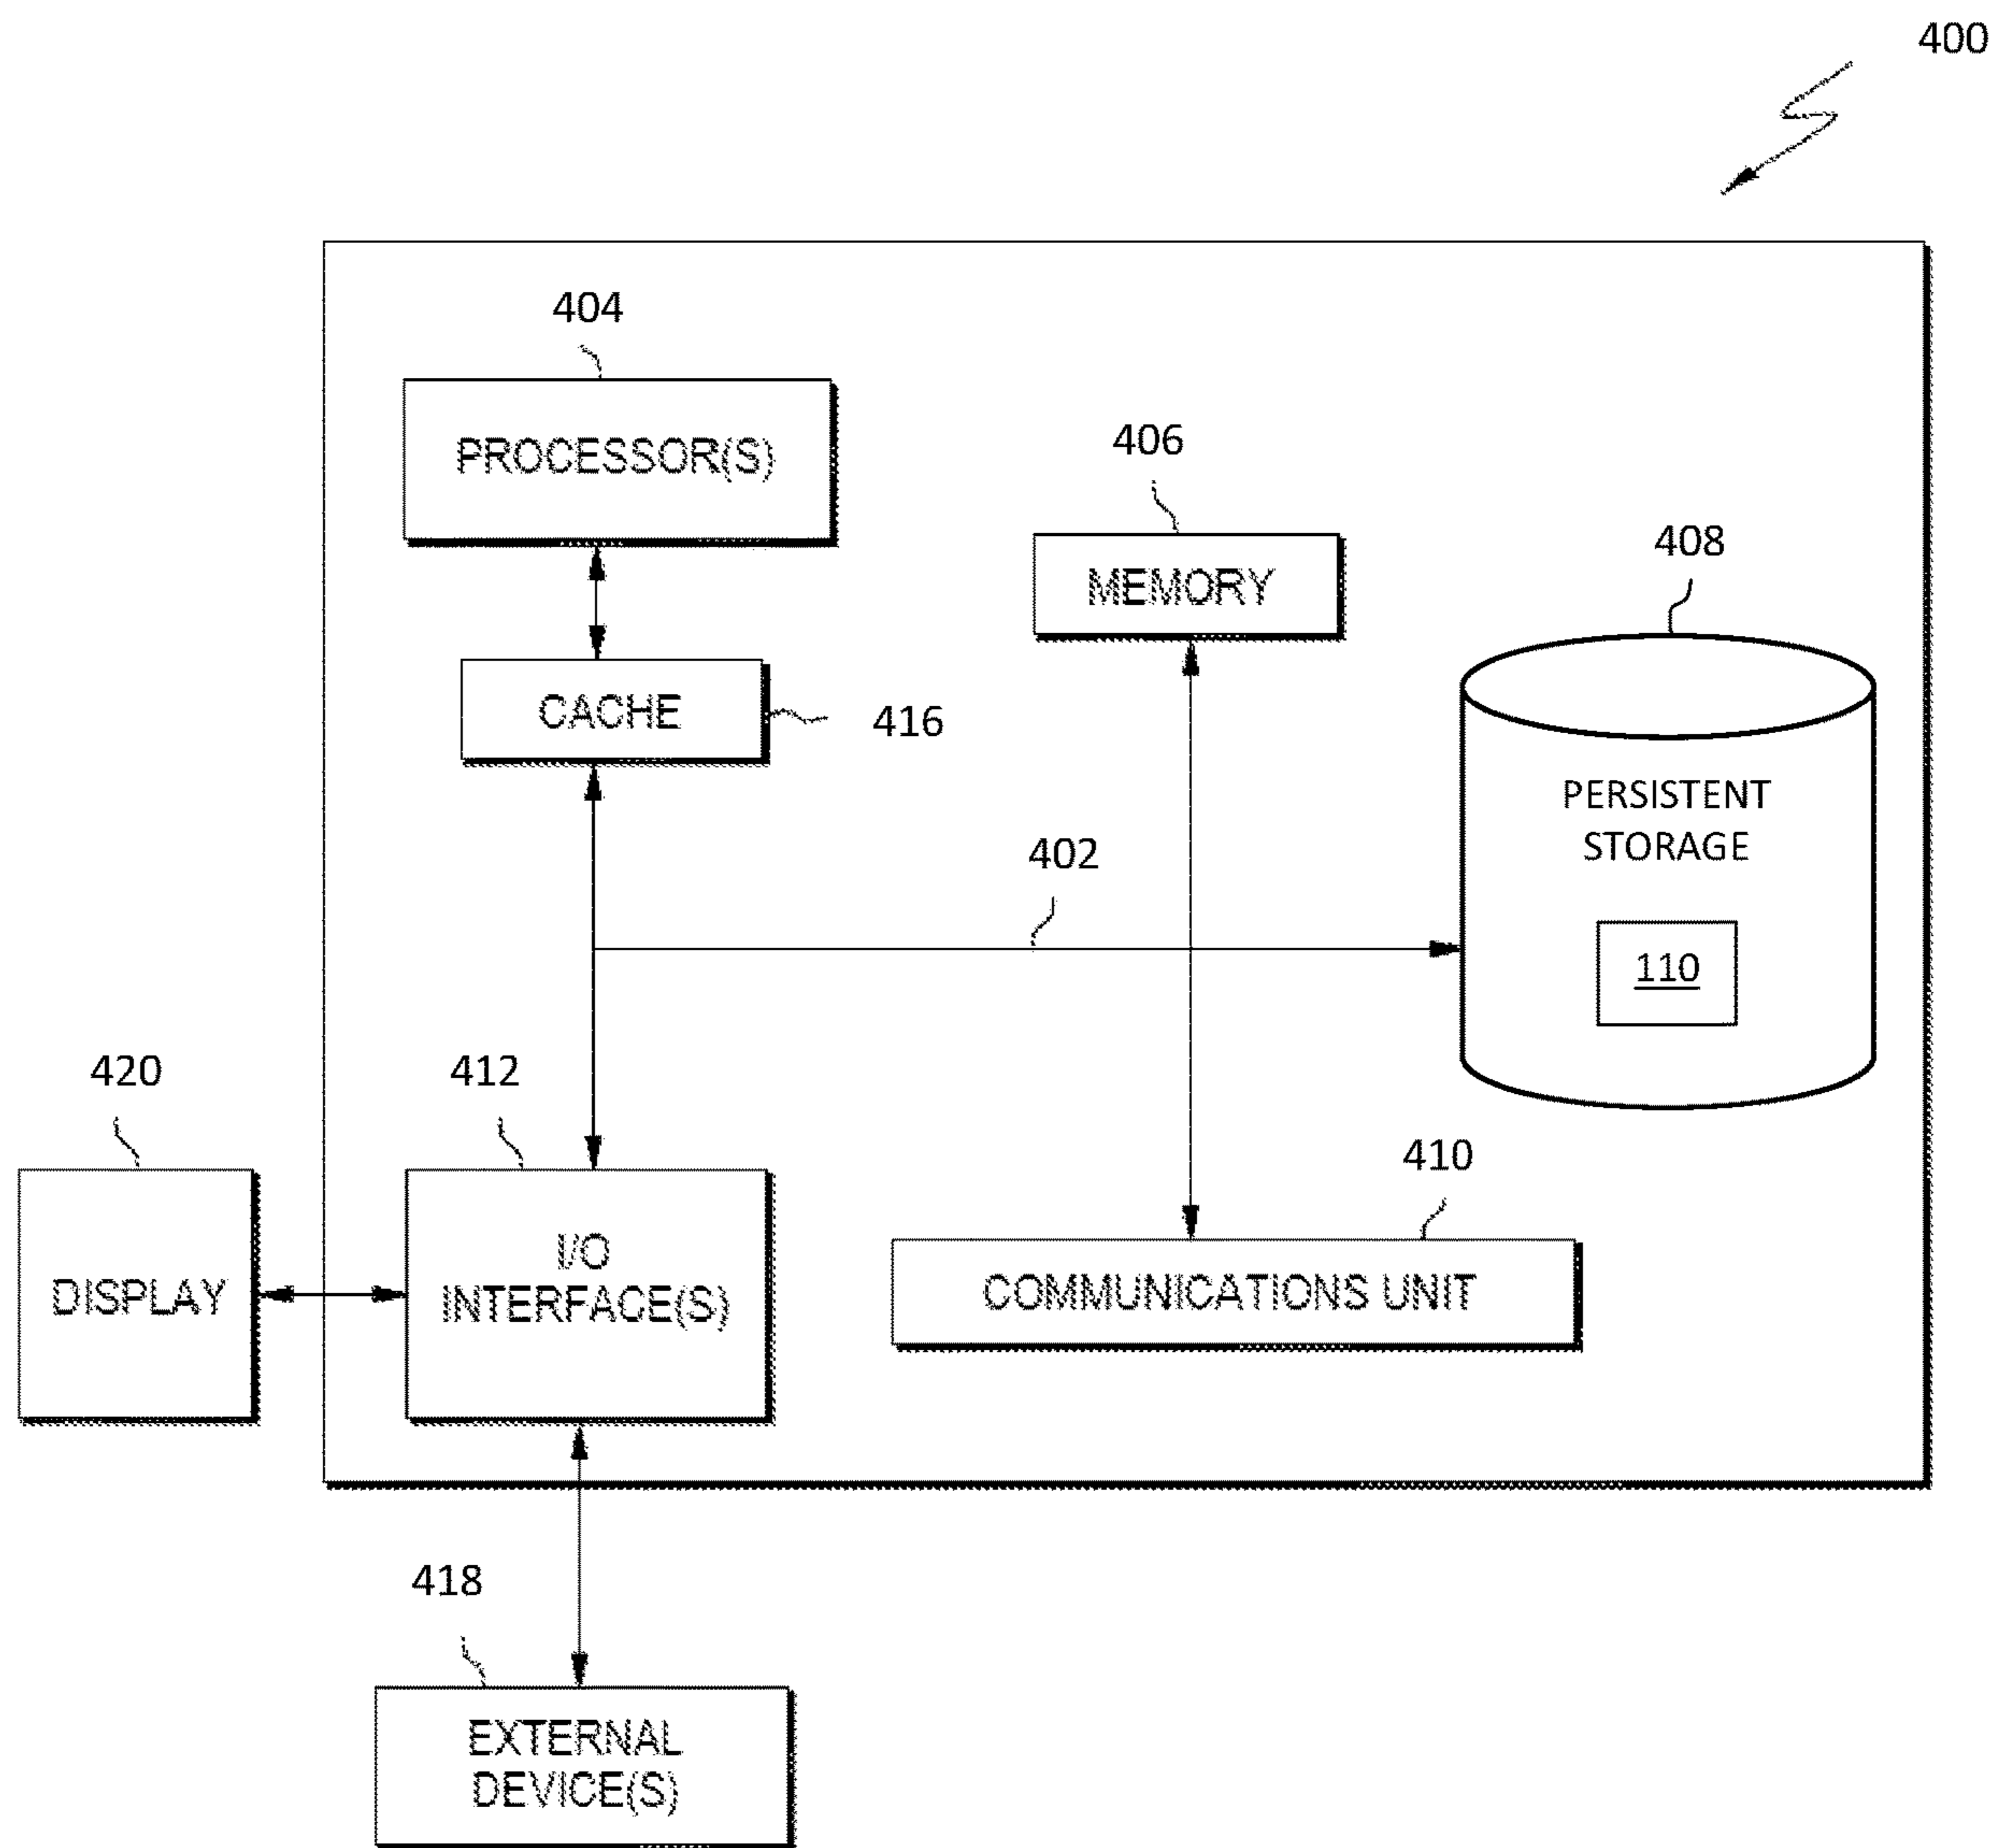 400
404
PROCESSOR(S)
406
MEMORY
408
CACHE
416
PERSISTENT
STORAGE
402
110
420
412
410
DISPLAY
I/O
INTERFACE(S)
COMMUNICATIONS UNIT
418
EXTERNAL
DEVICE(S)